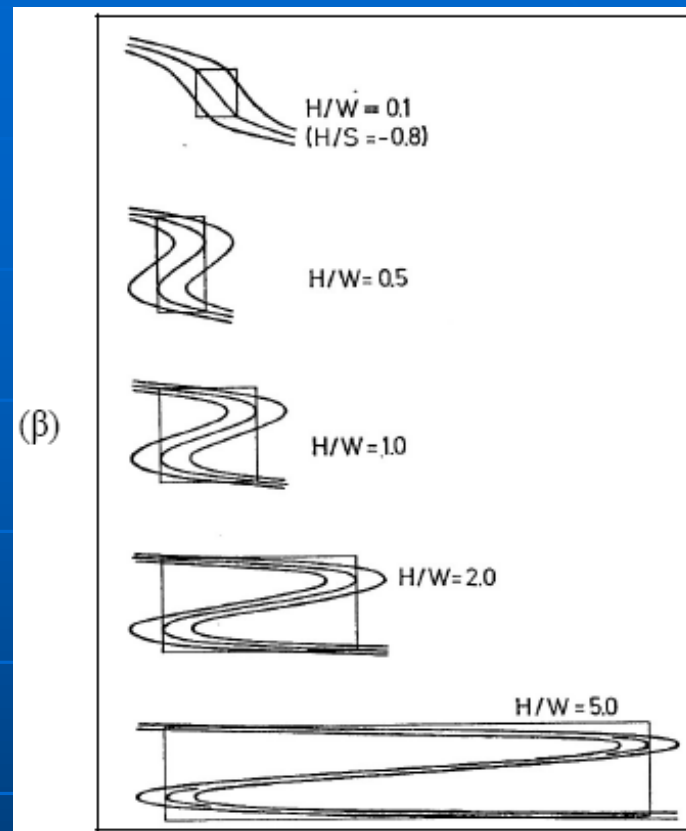 H/W = 0.1
(H/S = -0.8)
H/W = 0.5
(β)
H/W = 1.0
H/W = 2.0
H/W = 5.0